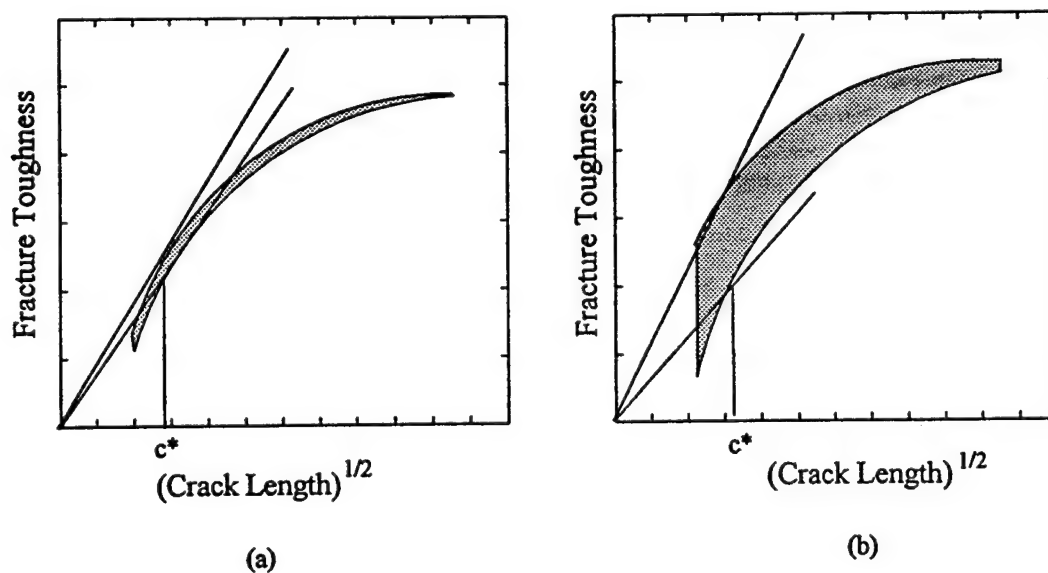 Fracture Toughness
c*
(Crack Length)^1/2
(a)
Fracture Toughness
c*
(Crack Length)^1/2
(b)